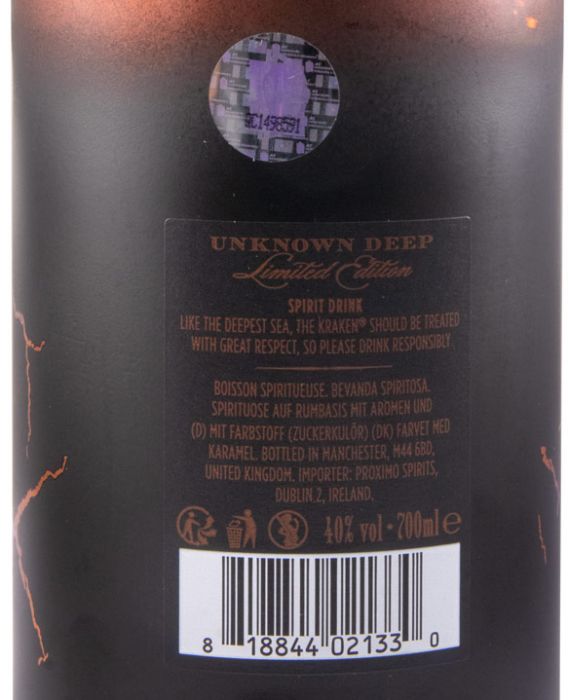 9C1498591
UNKNOWN DEEP
Limited Edition
SPIRIT DRINK
LIKE THE DEEPEST SEA, THE KRAKEN® SHOULD BE TREATED
WITH GREAT RESPECT, SO PLEASE DRINK RESPONSIBLY
BOISSON SPIRITUEUSE. BEVANDA SPIRITOSA.
SPIRITUOSE AUF RUMBASIS MIT AROMEN UND
(D) MIT FARBSTOFF (ZUCKERKULÖR) (DK) FARVET MED
KARAMEL. BOTTLED IN MANCHESTER, M44 6BD,
UNITED KINGDOM. IMPORTER: PROXIMO SPIRITS,
DUBLIN 2, IRELAND.
40% vol · 700ml e
8 18844 02133 0